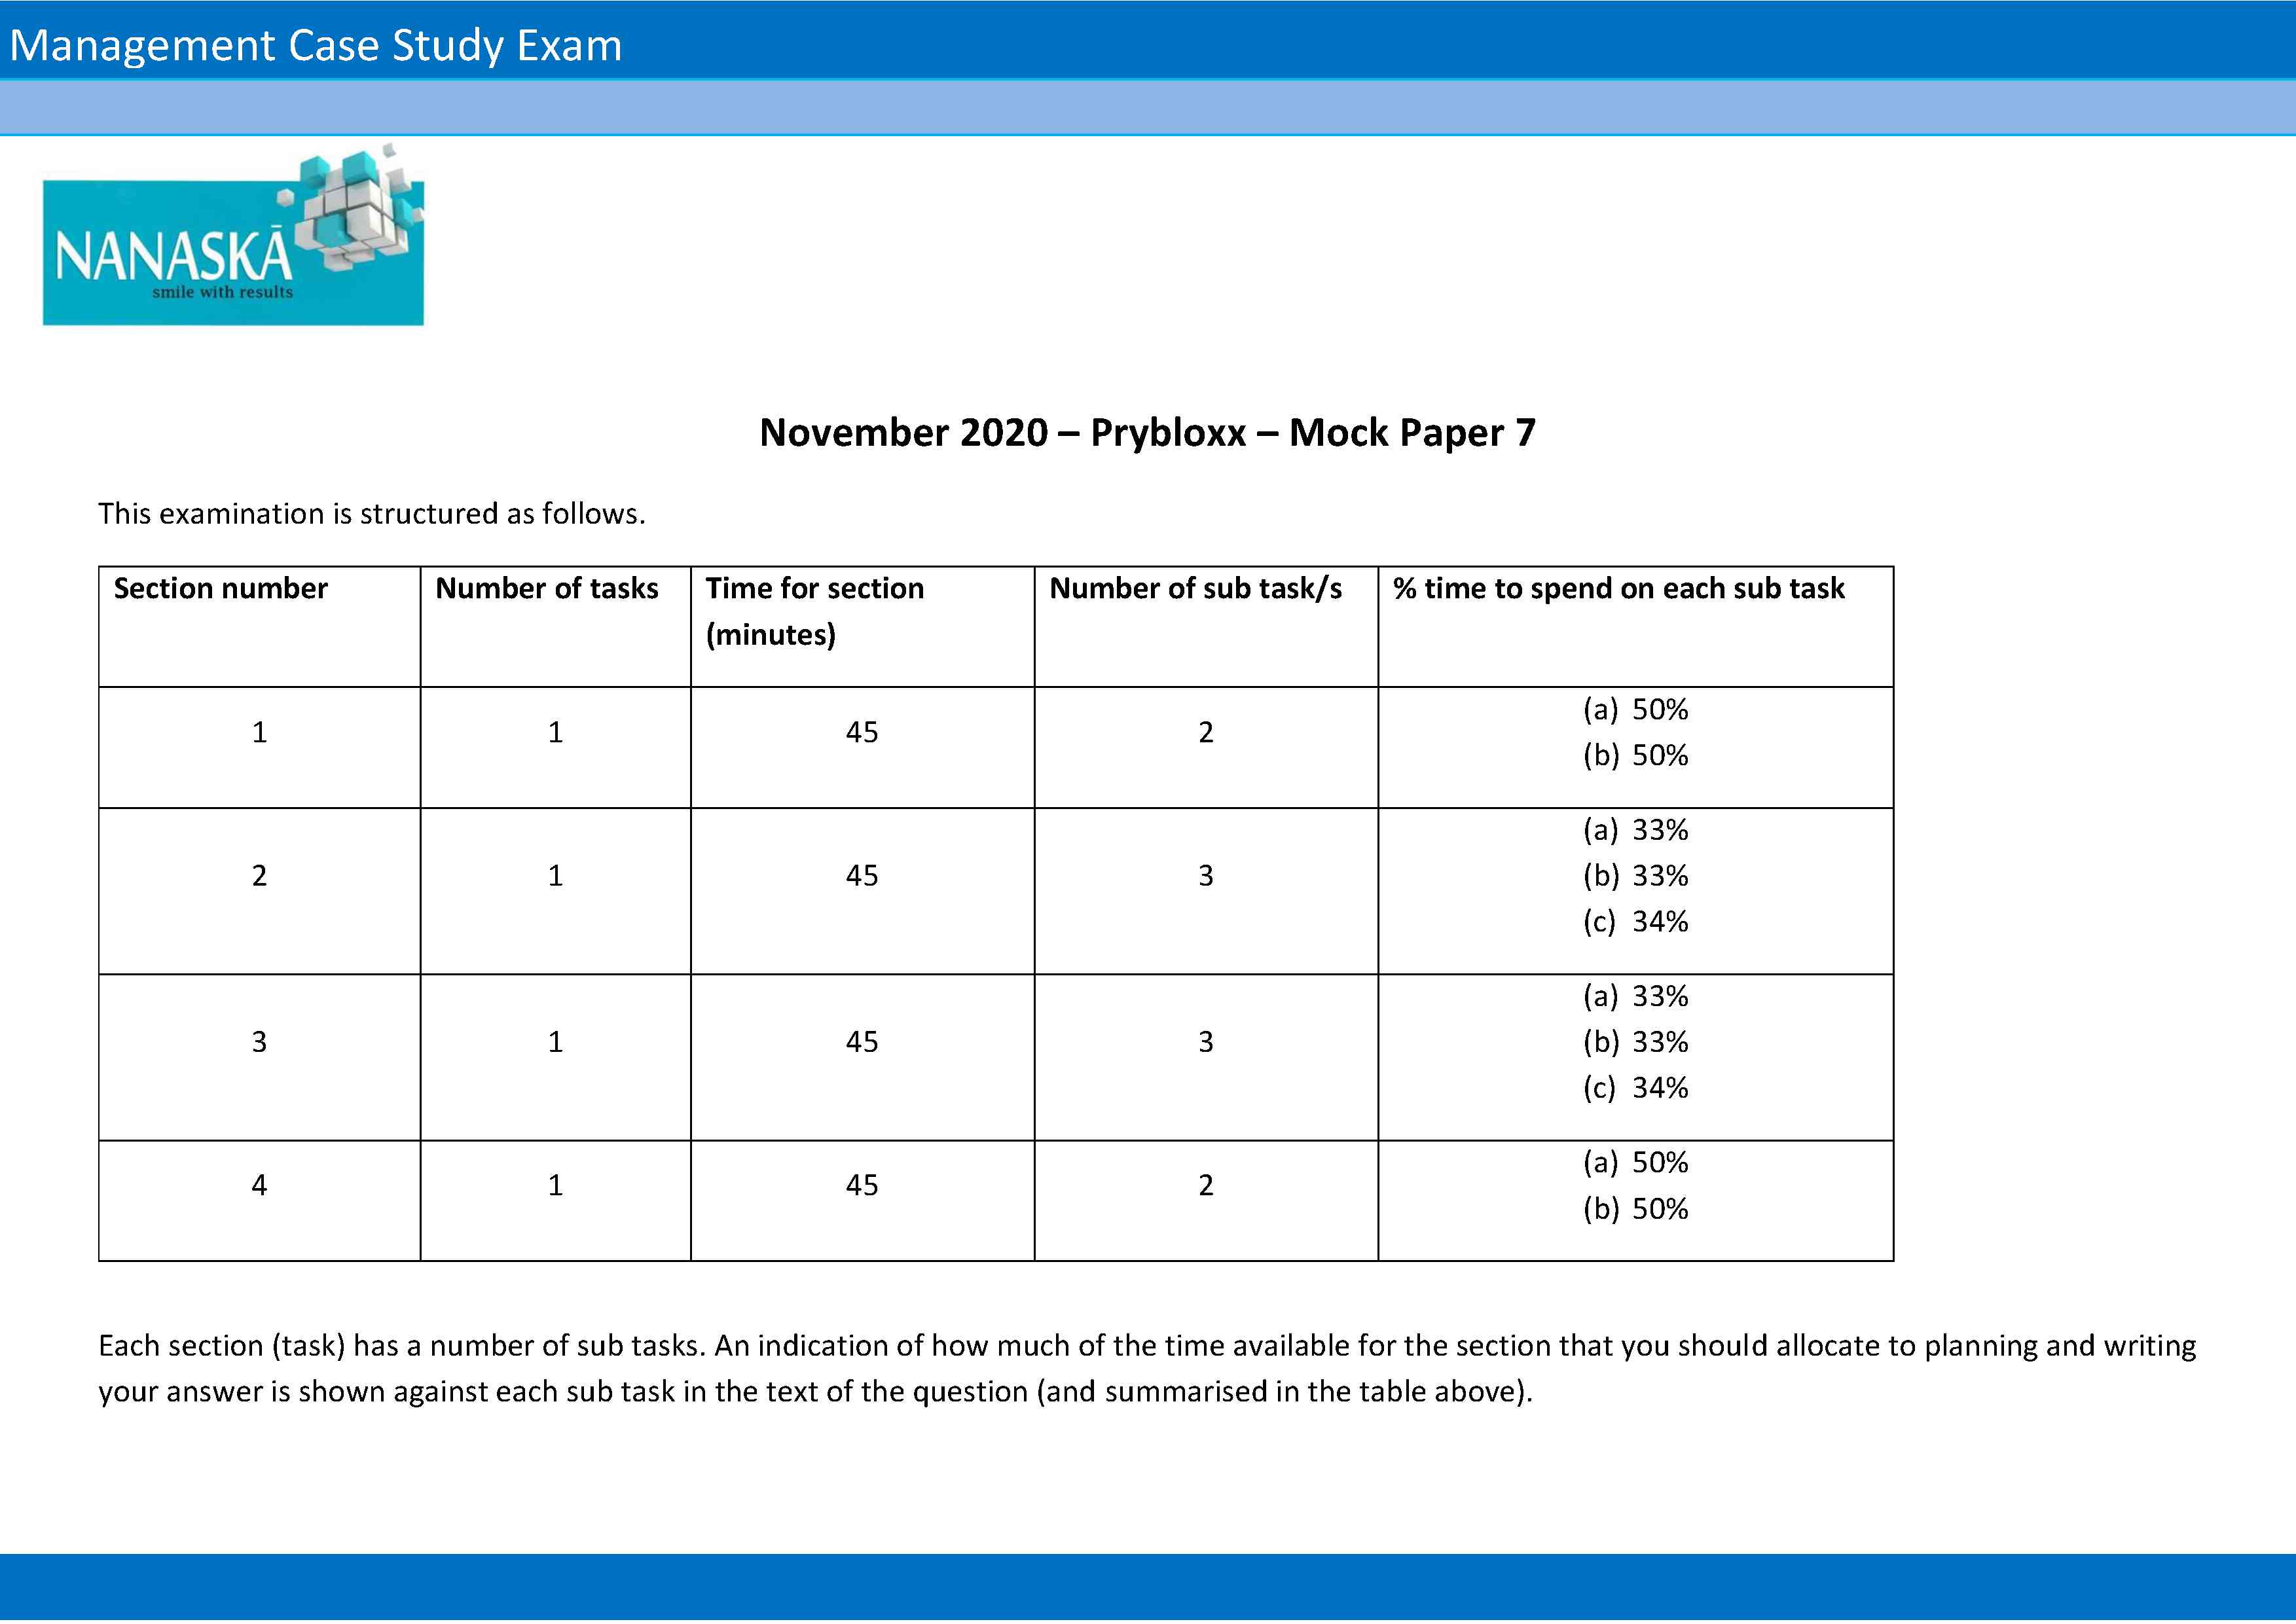 Management Case Study Exam
NANASKĀ
smile with results
November 2020 – Prybloxx – Mock Paper 7
This examination is structured as follows.
Section number Number of tasks Time for section Number of sub task/s % time to spend on each sub task
(minutes)
(a) 50%
1 1 45 2
(b) 50%
(a) 33%
2 1 45 3 (b) 33%
(c) 34%
(a) 33%
3 1 45 3 (b) 33%
(c) 34%
(a) 50%
4 1 45 2
(b) 50%
Each section (task) has a number of sub tasks. An indication of how much of the time available for the section that you should allocate to planning and writing
your answer is shown against each sub task in the text of the question (and summarised in the table above).